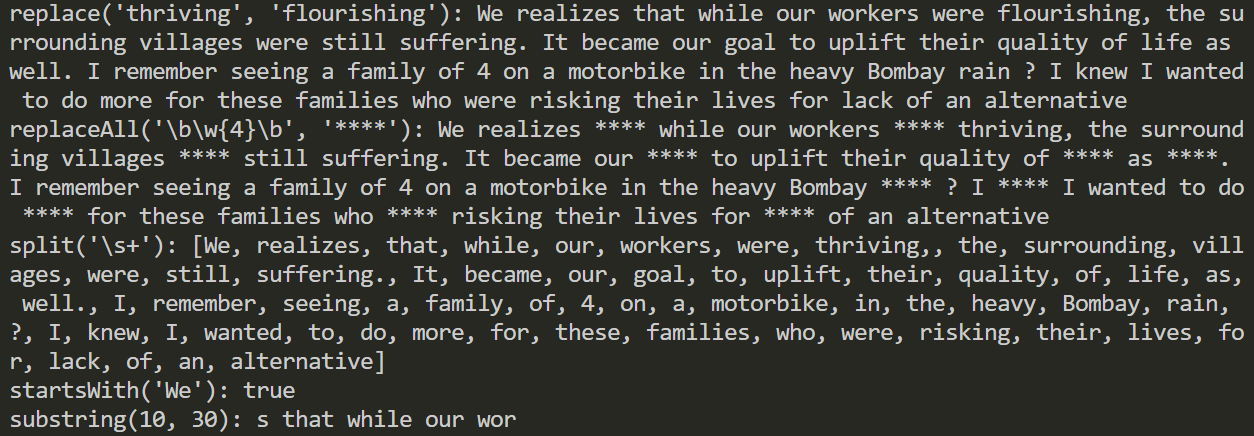 replace('thriving', 'flourishing'): We realizes that while our workers were flourishing, the su
rrounding villages were still suffering. It became our goal to uplift their quality of life as
well. I remember seeing a family of 4 on a motorbike in the heavy Bombay rain ? I knew I wanted
 to do more for these families who were risking their lives for lack of an alternative
replaceAll('\b\w{4}\b', '****'): We realizes **** while our workers **** thriving, the surround
ing villages **** still suffering. It became our **** to uplift their quality of **** as ****.
I remember seeing a family of 4 on a motorbike in the heavy Bombay **** ? I **** I wanted to do
 **** for these families who **** risking their lives for **** of an alternative
split('\s+'): [We, realizes, that, while, our, workers, were, thriving,, the, surrounding, vill
ages, were, still, suffering., It, became, our, goal, to, uplift, their, quality, of, life, as,
 well., I, remember, seeing, a, family, of, 4, on, a, motorbike, in, the, heavy, Bombay, rain,
?, I, knew, I, wanted, to, do, more, for, these, families, who, were, risking, their, lives, fo
r, lack, of, an, alternative]
startsWith('We'): true
substring(10, 30): s that while our wor